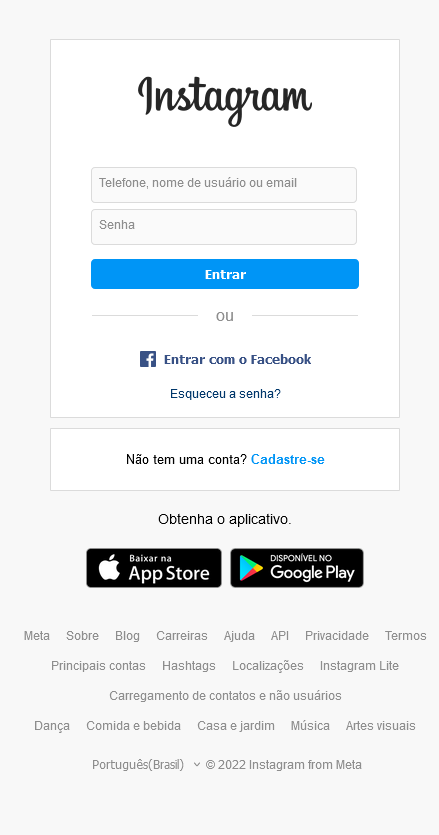 Instagram
Telefone, nome de usuário ou email
Senha
Entrar
ou
Entrar com o Facebook
Esqueceu a senha?
Não tem uma conta? Cadastre-se
Obtenha o aplicativo.
Baixar na
App Store
DISPONÍVEL NO
Google Play
Meta Sobre Blog Carreiras Ajuda API Privacidade Termos
Principais contas Hashtags Localizações Instagram Lite
Carregamento de contatos e não usuários
Dança Comida e bebida Casa e jardim Música Artes visuais
Português(Brasil) © 2022 Instagram from Meta